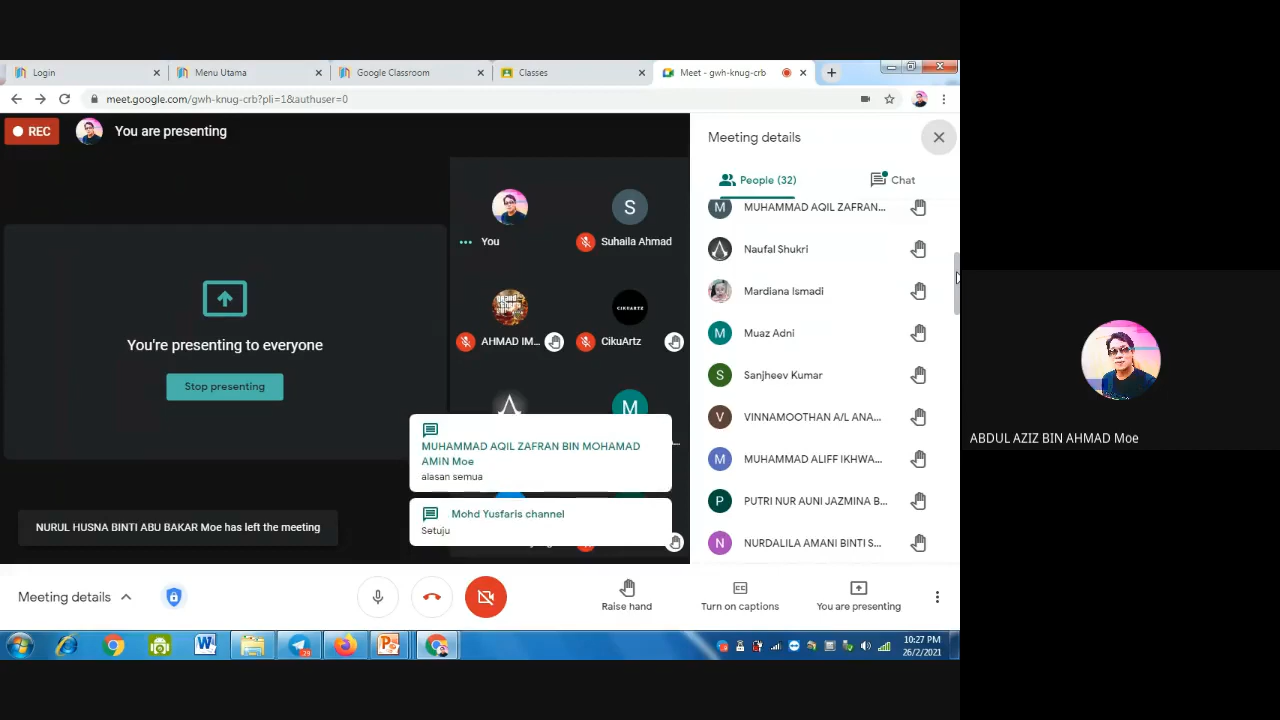 Login
Menu Utama
Google Classroom
Classes
Meet - gwh-knug-crb
meet.google.com/gwh-knug-crb?pli=1&authuser=0
REC
You are presenting
Meeting details
People (32)
Chat
You
S
Suhaila Ahmad
AHMAD IM...
CIKUARTZ
CikuArtz
M
You're presenting to everyone
Stop presenting
MUHAMMAD AQIL ZAFRAN BIN MOHAMAD
AMIN Moe
alasan semua
Mohd Yusfaris channel
Setuju
NURUL HUSNA BINTI ABU BAKAR Moe has left the meeting
M MUHAMMAD AQIL ZAFRAN...
Naufal Shukri
Mardiana Ismadi
M Muaz Adni
S Sanjheev Kumar
V VINNAMOOTHAN A/L ANA...
M MUHAMMAD ALIFF IKHWA...
P PUTRI NUR AUNI JAZMINA B...
N NURDALILA AMANI BINTI S...
ABDUL AZIZ BIN AHMAD Moe
Meeting details
Raise hand
Turn on captions
You are presenting
10:27 PM
26/2/2021